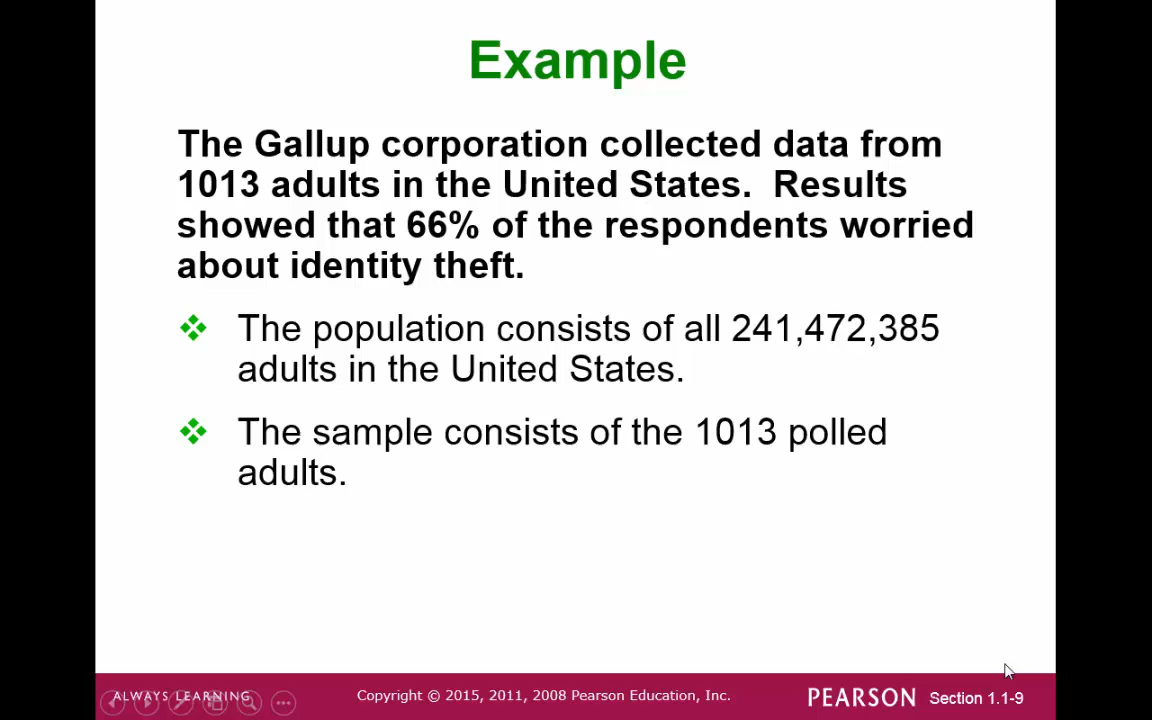 Example
The Gallup corporation collected data from
1013 adults in the United States.  Results
showed that 66% of the respondents worried
about identity theft.
The population consists of all 241,472,385
adults in the United States.
The sample consists of the 1013 polled
adults.
ALWAYS LEARNING
Copyright © 2015, 2011, 2008 Pearson Education, Inc.
PEARSON
Section 1.1-9